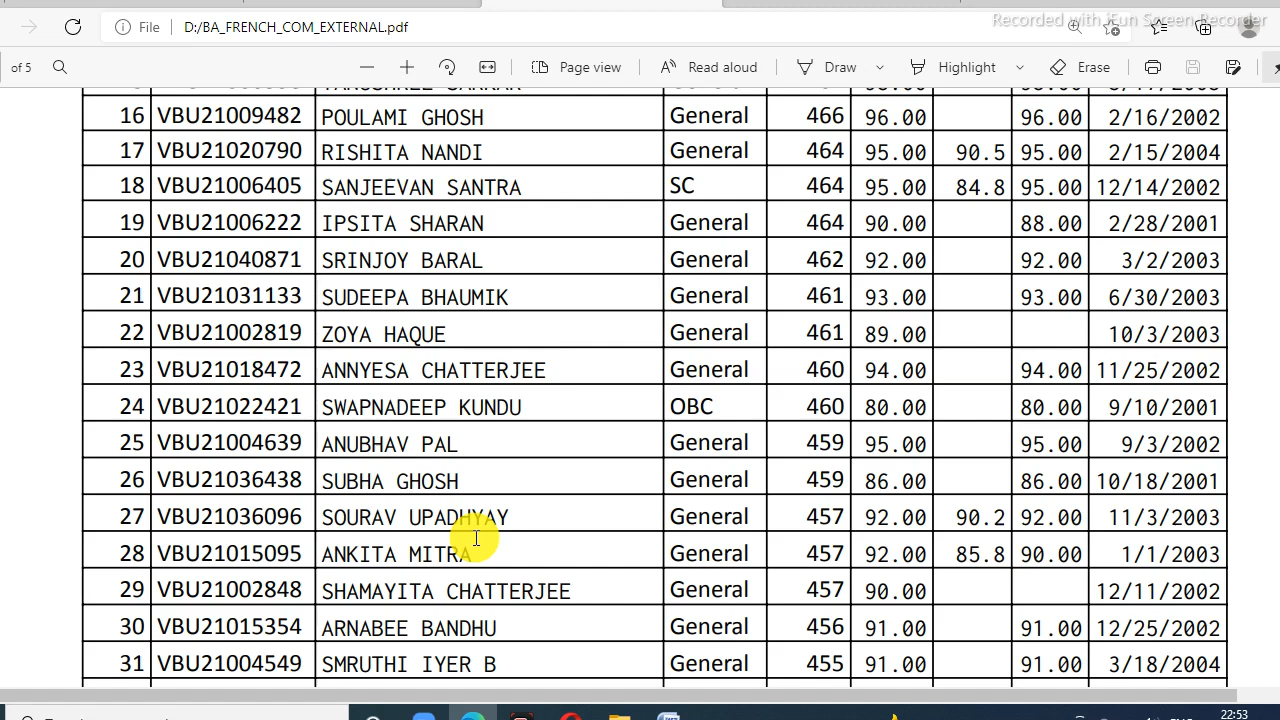 Recorded with iFun Screen Recorder
File D:/BA_FRENCH_COM_EXTERNAL.pdf
of 5 Page view Read aloud Draw Highlight Erase
16 VBU21009482 POULAMI GHOSH General 466 96.00 96.00 2/16/2002
17 VBU21020790 RISHITA NANDI General 464 95.00 90.5 95.00 2/15/2004
18 VBU21006405 SANJEEVAN SANTRA SC 464 95.00 84.8 95.00 12/14/2002
19 VBU21006222 IPSITA SHARAN General 464 90.00 88.00 2/28/2001
20 VBU21040871 SRINJOY BARAL General 462 92.00 92.00 3/2/2003
21 VBU21031133 SUDEEPA BHAUMIK General 461 93.00 93.00 6/30/2003
22 VBU21002819 ZOYA HAQUE General 461 89.00 10/3/2003
23 VBU21018472 ANNYESA CHATTERJEE General 460 94.00 94.00 11/25/2002
24 VBU21022421 SWAPNADEEP KUNDU OBC 460 80.00 80.00 9/10/2001
25 VBU21004639 ANUBHAV PAL General 459 95.00 95.00 9/3/2002
26 VBU21036438 SUBHA GHOSH General 459 86.00 86.00 10/18/2001
27 VBU21036096 SOURAV UPADHYAY General 457 92.00 90.2 92.00 11/3/2003
28 VBU21015095 ANKITA MITRA General 457 92.00 85.8 90.00 1/1/2003
29 VBU21002848 SHAMAYITA CHATTERJEE General 457 90.00 12/11/2002
30 VBU21015354 ARNABEE BANDHU General 456 91.00 91.00 12/25/2002
31 VBU21004549 SMRUTHI IYER B General 455 91.00 91.00 3/18/2004
22:53